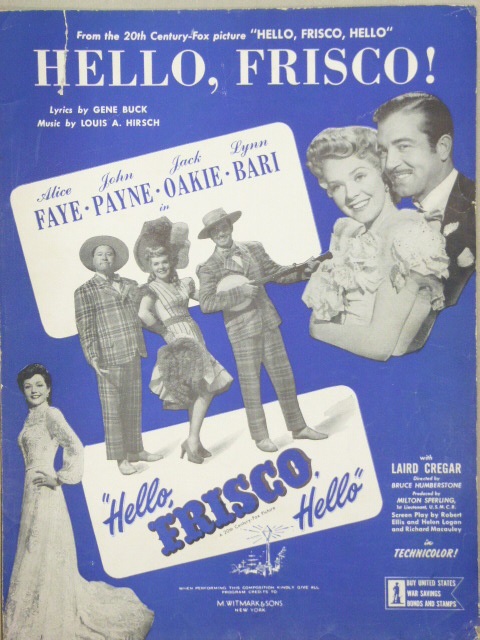 From the 20th Century-Fox picture "HELLO, FRISCO, HELLO"
HELLO, FRISCO!
Lyrics by GENE BUCK
Music by LOUIS A. HIRSCH
Alice FAYE · John PAYNE · Jack OAKIE · Lynn BARI
in
"Hello,
FRISCO,
Hello"
A 20th Century-Fox Picture
with
LAIRD CREGAR
Directed by
BRUCE HUMBERSTONE
Produced by
MILTON SPERLING,
1st Lieutenant, U.S.M.C.R.
Screen Play by Robert
Ellis and Helen Logan
and Richard Macaulay
in
TECHNICOLOR!
WHEN PERFORMING THIS COMPOSITION KINDLY GIVE ALL
PROGRAM CREDITS TO
M. WITMARK & SONS
NEW YORK
BUY UNITED STATES
WAR SAVINGS
BONDS AND STAMPS